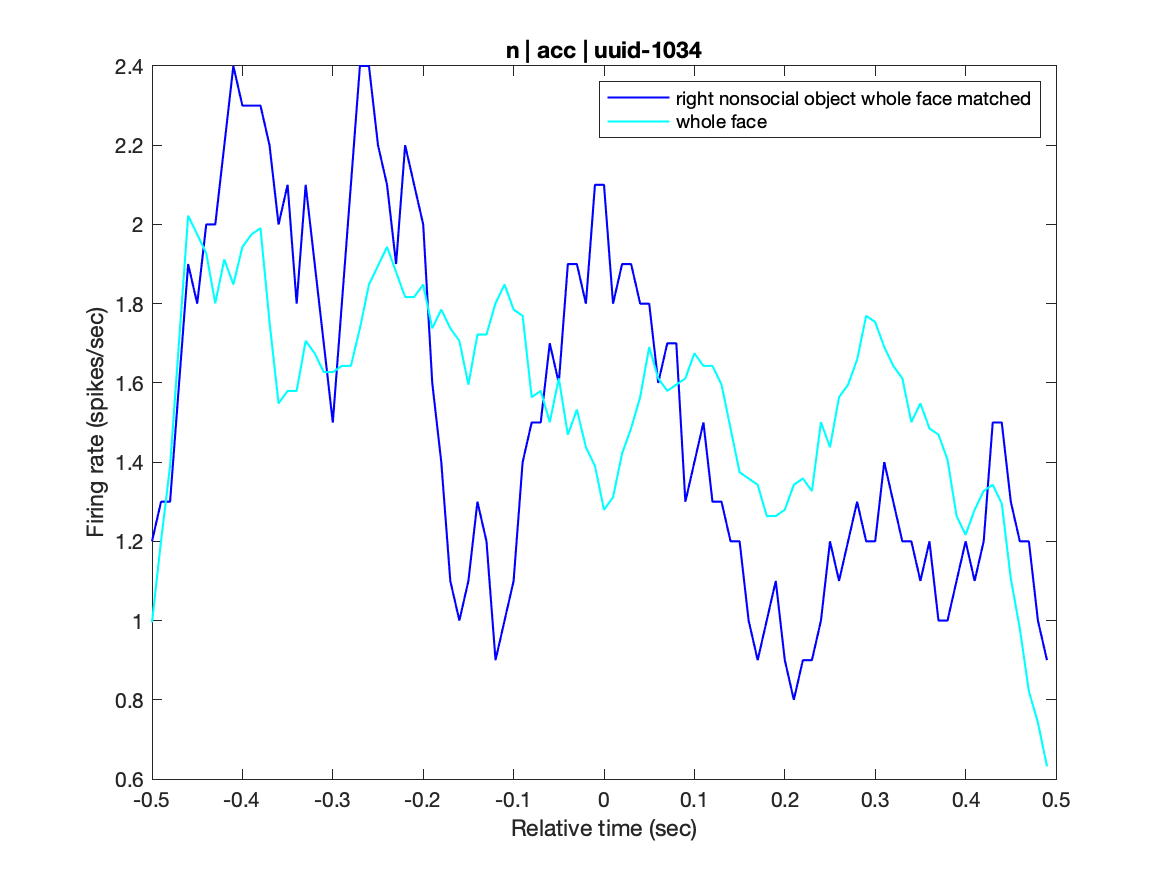 n | acc | uuid-1034
right nonsocial object whole face matched
whole face
Firing rate (spikes/sec)
2.4
2.2
2
1.8
1.6
1.4
1.2
1
0.8
0.6
-0.5 -0.4 -0.3 -0.2 -0.1 0 0.1 0.2 0.3 0.4 0.5
Relative time (sec)